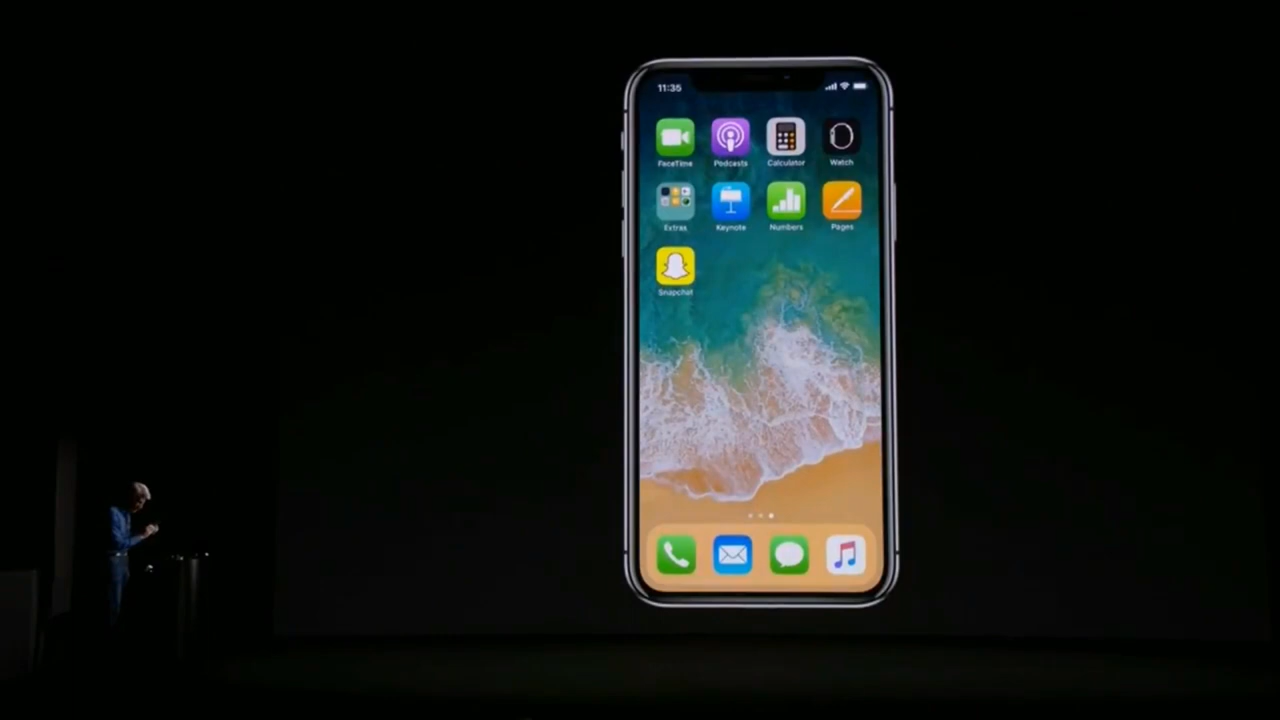 11:35
FaceTime Podcasts Calculator Watch
Extras Keynote Numbers Pages
Snapchat